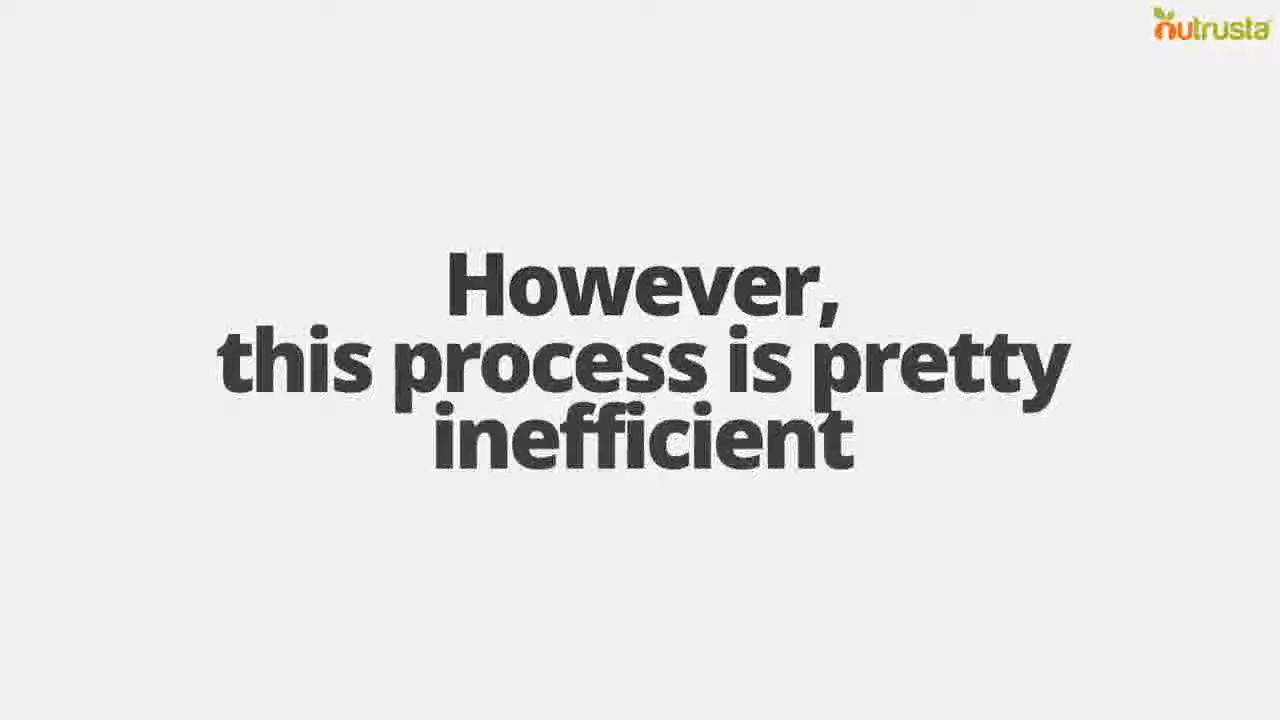 nutrusta
However,
this process is pretty
inefficient